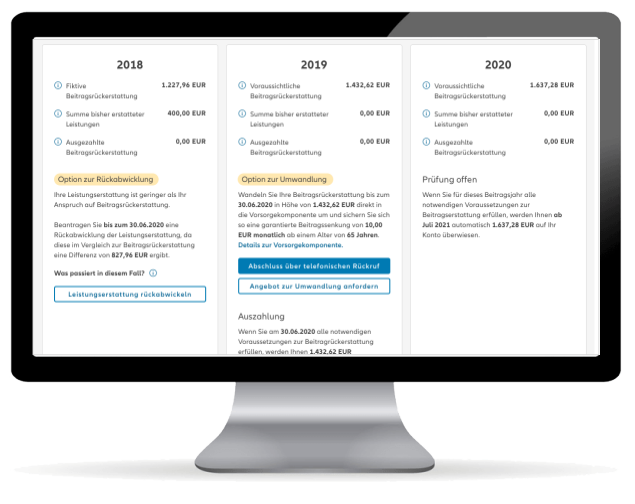 2018
Fiktive
Beitragsrückerstattung
1.227,96 EUR
Summe bisher erstatteter
Leistungen
400,00 EUR
Ausgezahlte
Beitragsrückerstattung
0,00 EUR
Option zur Rückabwicklung
Ihre Leistungserstattung ist geringer als Ihr
Anspruch auf Beitragsrückerstattung.
Beantragen Sie bis zum 30.06.2020 eine
Rückabwicklung der Leistungserstattung, da
diese im Vergleich zur Beitragsrückerstattung
eine Differenz von 827,96 EUR ergibt.
Was passiert in diesem Fall?
Leistungserstattung rückabwickeln
2019
Voraussichtliche
Beitragsrückerstattung
1.432,62 EUR
Summe bisher erstatteter
Leistungen
0,00 EUR
Ausgezahlte
Beitragsrückerstattung
0,00 EUR
Option zur Umwandlung
Wandeln Sie Ihre Beitragsrückerstattung bis zum
30.06.2020 in Höhe von 1.432,62 EUR direkt in
die Vorsorgekomponente um und sichern Sie sich
so eine garantierte Beitragssenkung von 10,00
EUR monatlich ab einem Alter von 65 Jahren.
Details zur Vorsorgekomponente.
Abschluss über telefonischen Rückruf
Angebot zur Umwandlung anfordern
Auszahlung
Wenn Sie am 30.06.2020 alle notwendigen
Voraussetzungen zur Beitragrückerstattung
erfüllen, werden Ihnen 1.432,62 EUR
2020
Voraussichtliche
Beitragsrückerstattung
1.637,28 EUR
Summe bisher erstatteter
Leistungen
0,00 EUR
Ausgezahlte
Beitragsrückerstattung
0,00 EUR
Prüfung offen
Wenn Sie für dieses Beitragsjahr alle
notwendigen Voraussetzungen zur
Beitragserstattung erfüllen, werden Ihnen ab
Juli 2021 automatisch 1.637,28 EUR auf Ihr
Konto überwiesen.